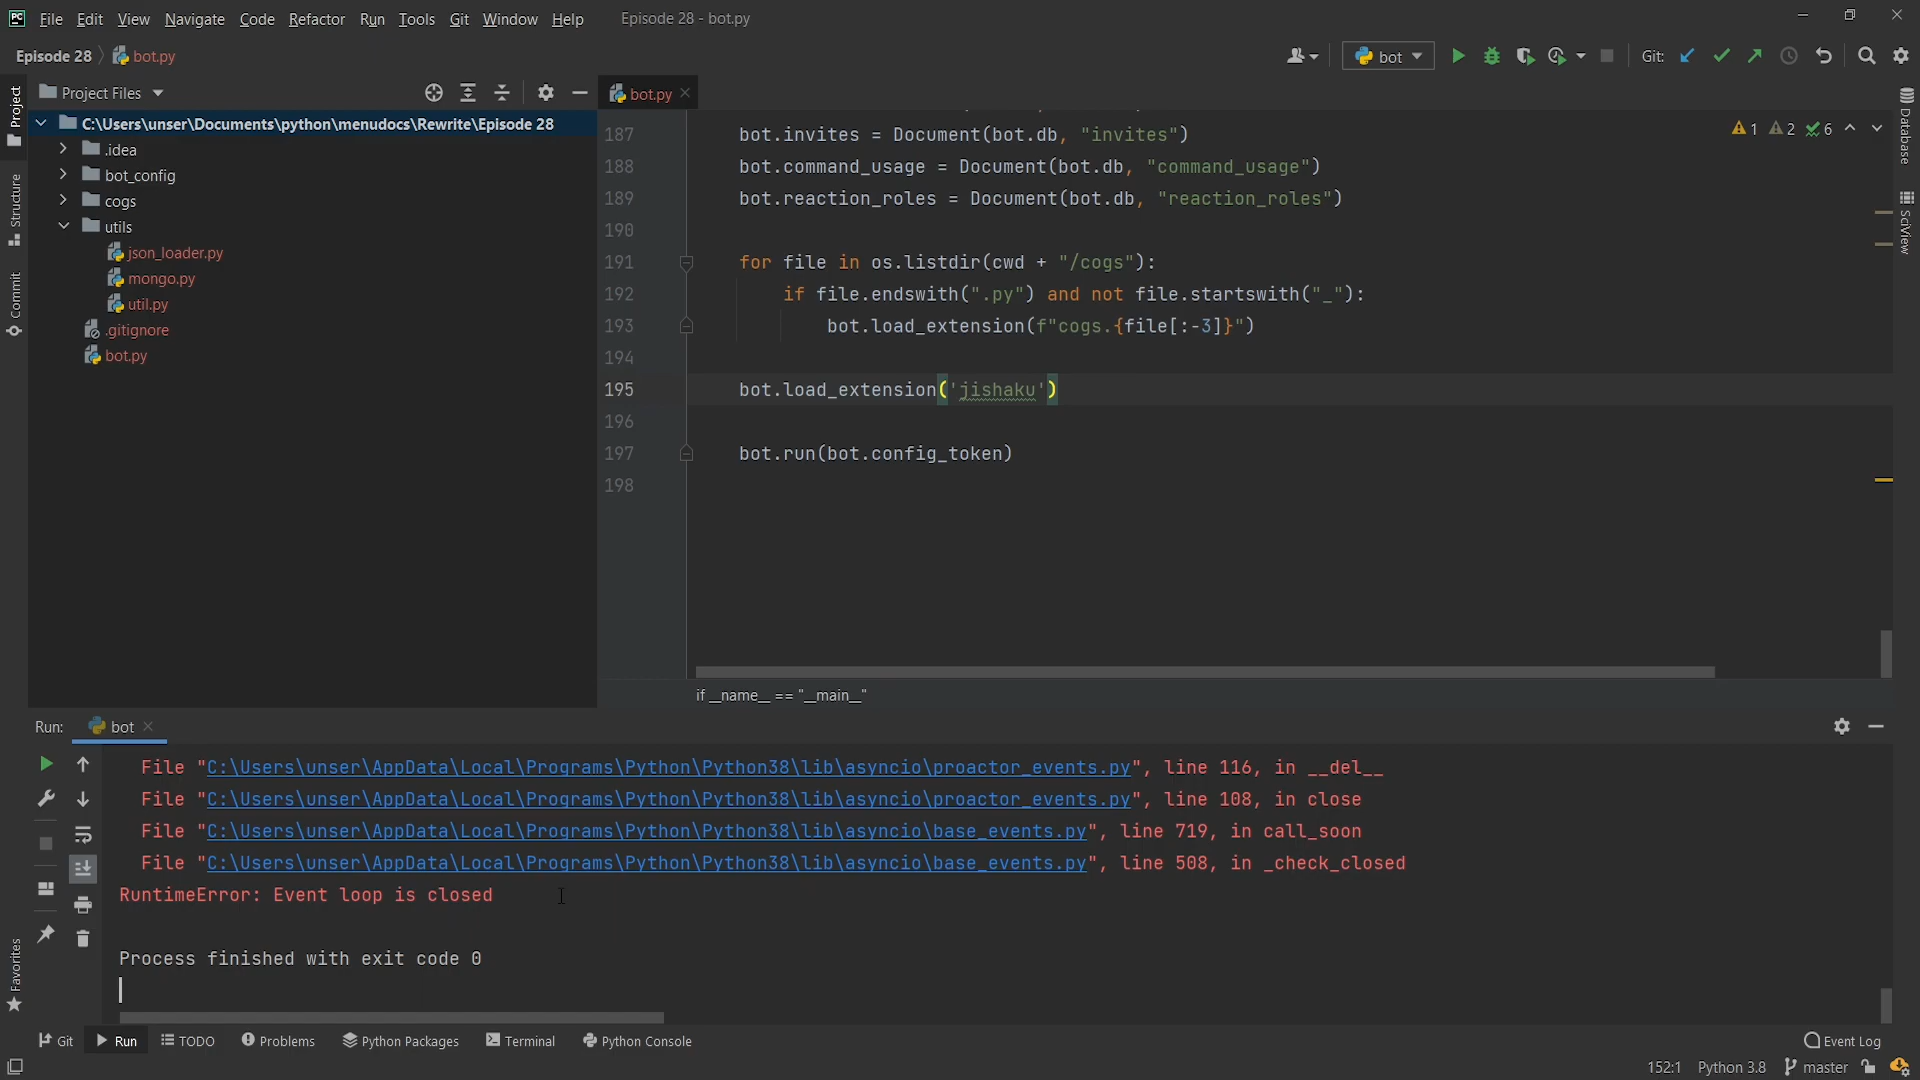 PC File Edit View Navigate Code Refactor Run Tools Git Window Help Episode 28 - bot.py
Episode 28 bot.py bot Git:
Project Files
bot.py
C:\Users\unser\Documents\python\menudocs\Rewrite\Episode 28
.idea
bot_config
cogs
utils
json_loader.py
mongo.py
util.py
.gitignore
bot.py
Project
Structure
Commit
Favorites
187 bot.invites = Document(bot.db, "invites")
188 bot.command_usage = Document(bot.db, "command_usage")
189 bot.reaction_roles = Document(bot.db, "reaction_roles")
190
191 for file in os.listdir(cwd + "/cogs"):
192 if file.endswith(".py") and not file.startswith("_"):
193 bot.load_extension(f"cogs.{file[:-3]}")
194
195 bot.load_extension('jishaku')
196
197 bot.run(bot.config_token)
198
1 2 6
Database
SciView
if __name__ == "__main__"
Run: bot
File "C:\Users\unser\AppData\Local\Programs\Python\Python38\lib\asyncio\proactor_events.py", line 116, in __del__
File "C:\Users\unser\AppData\Local\Programs\Python\Python38\lib\asyncio\proactor_events.py", line 108, in close
File "C:\Users\unser\AppData\Local\Programs\Python\Python38\lib\asyncio\base_events.py", line 719, in call_soon
File "C:\Users\unser\AppData\Local\Programs\Python\Python38\lib\asyncio\base_events.py", line 508, in _check_closed
RuntimeError: Event loop is closed
Process finished with exit code 0
Git Run TODO Problems Python Packages Terminal Python Console Event Log
152:1 Python 3.8 master